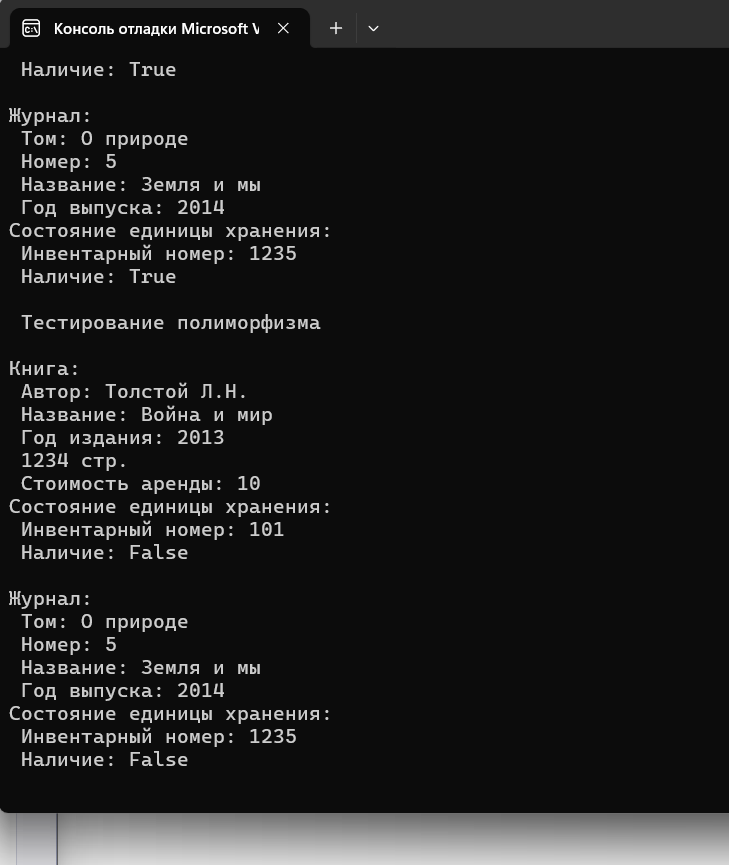 Консоль отладки Microsoft V
Наличие: True
Журнал:
Том: О природе
Номер: 5
Название: Земля и мы
Год выпуска: 2014
Состояние единицы хранения:
Инвентарный номер: 1235
Наличие: True
Тестирование полиморфизма
Книга:
Автор: Толстой Л.Н.
Название: Война и мир
Год издания: 2013
1234 стр.
Стоимость аренды: 10
Состояние единицы хранения:
Инвентарный номер: 101
Наличие: False
Журнал:
Том: О природе
Номер: 5
Название: Земля и мы
Год выпуска: 2014
Состояние единицы хранения:
Инвентарный номер: 1235
Наличие: False